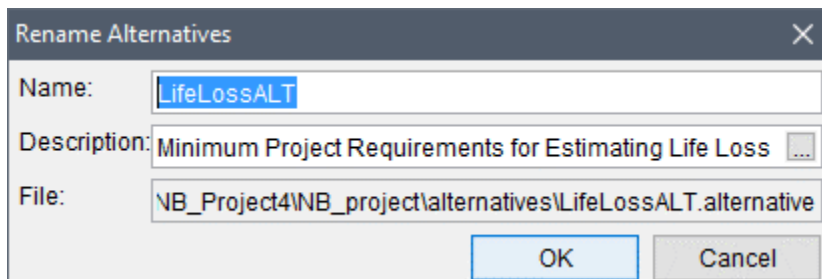 Rename Alternatives
Name: LifeLossALT
Description: Minimum Project Requirements for Estimating Life Loss ...
File: \NB_Project4\NB_project\alternatives\LifeLossALT.alternative
OK Cancel